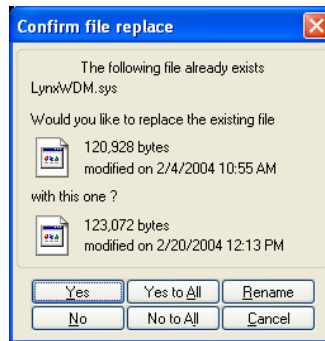 Confirm file replace
The following file already exists
LynxWDM.sys
Would you like to replace the existing file
120,928 bytes
modified on 2/4/2004 10:55 AM
with this one ?
123,072 bytes
modified on 2/20/2004 12:13 PM
Yes Yes to All Rename
No No to All Cancel